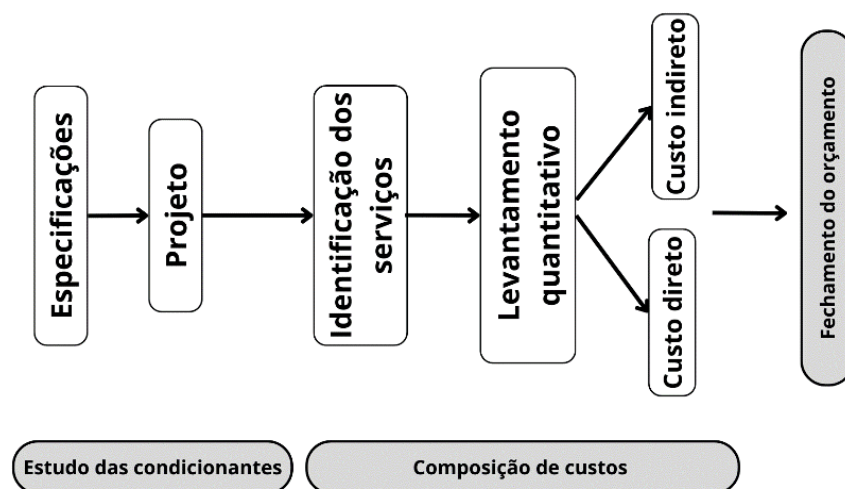 Especificações
Projeto
Identificação dos
serviços
Levantamento
quantitativo
Custo indireto
Custo direto
Fechamento do orçamento
Estudo das condicionantes
Composição de custos